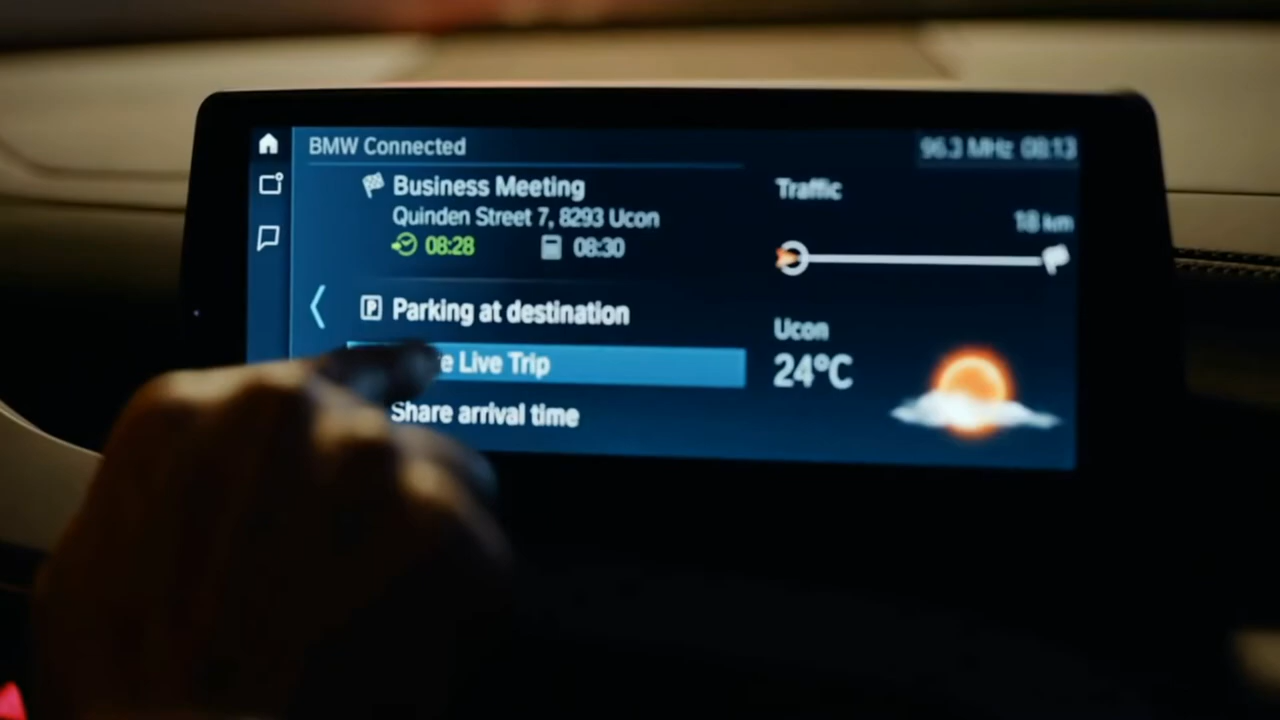 BMW Connected
96.3 MHz 08:13
Business Meeting
Quinden Street 7, 8293 Ucon
08:28 08:30
P Parking at destination
e Live Trip
Share arrival time
Traffic
18 km
Ucon
24°C